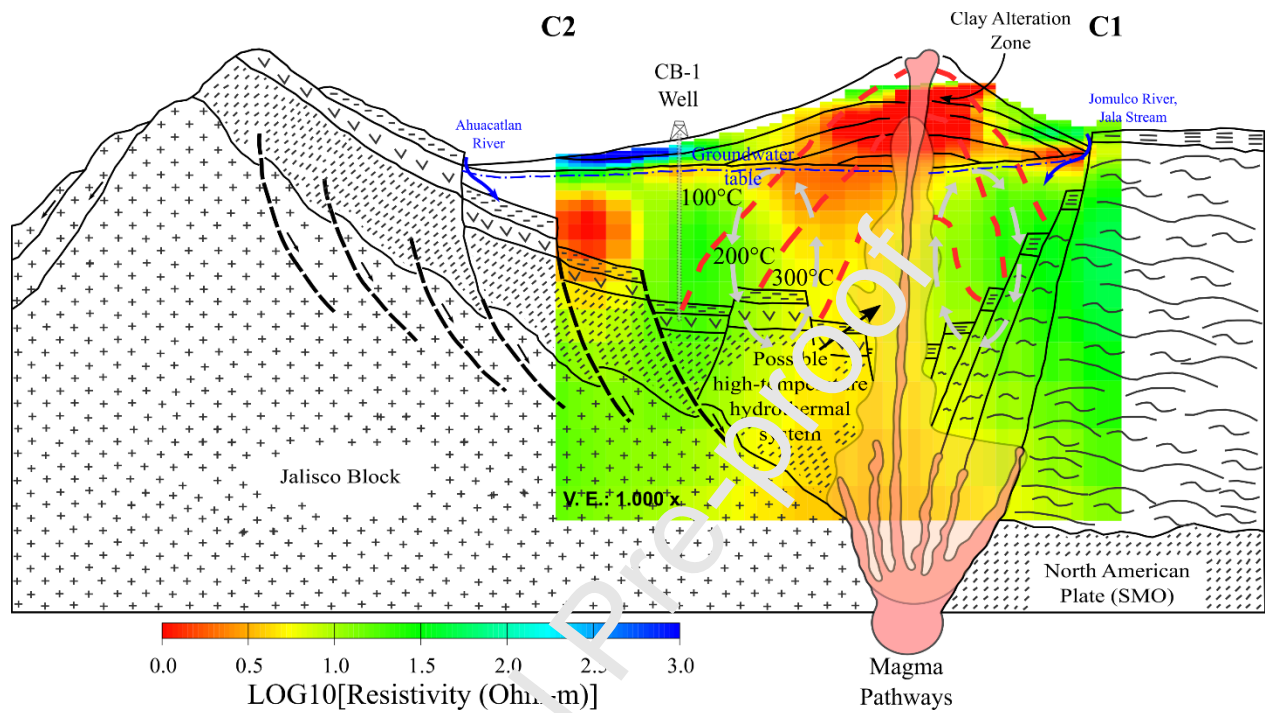 C2
Clay Alteration
Zone
C1
CB-1
Well
Ahuacatlan
River
Jomulco River,
Jala Stream
Groundwater
table
100°C
200°C
300°C
Possible
high-temperature
hydrothermal
system
Jalisco Block
V. E.: 1.000 x
North American
Plate (SMO)
0.0 0.5 1.0 1.5 2.0 2.5 3.0
LOG10[Resistivity (Ohm-m)]
Magma
Pathways
l Pre-proof